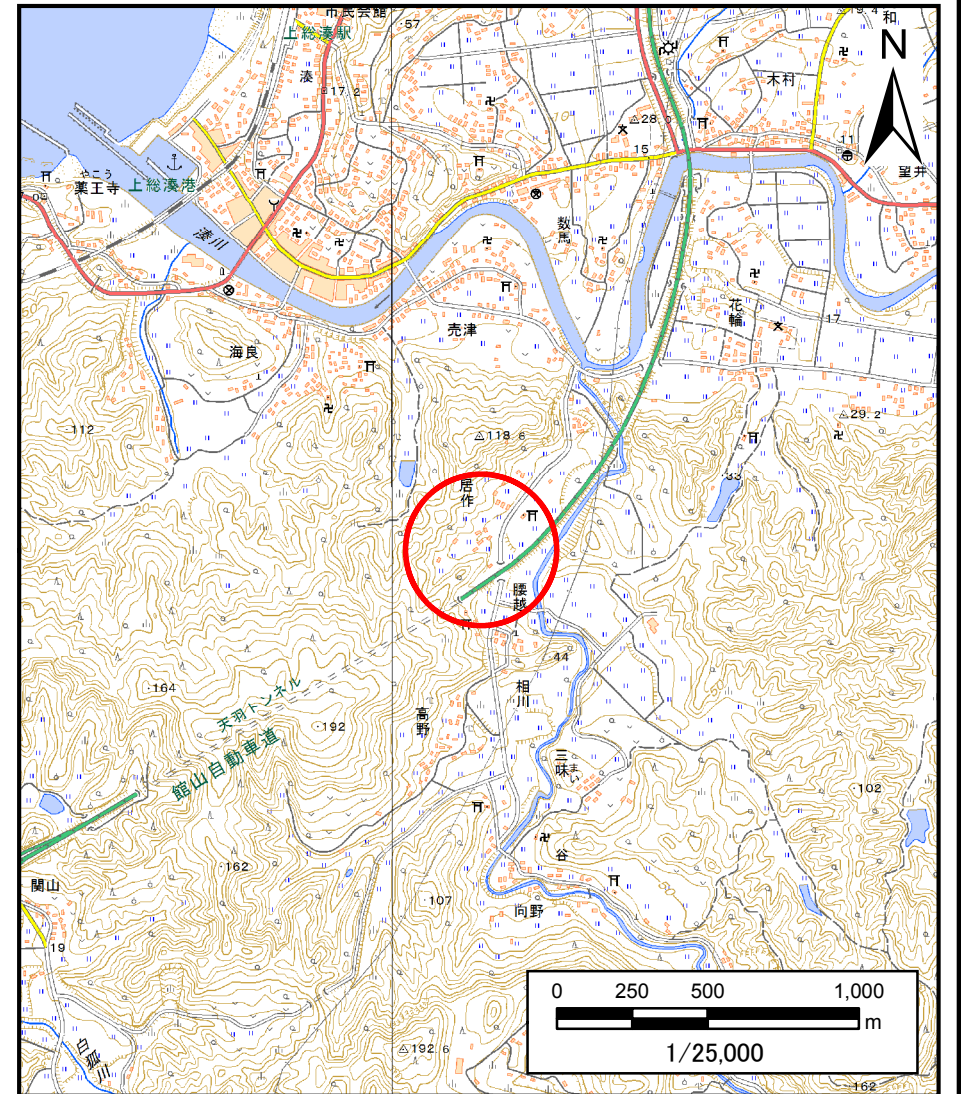 市民会館
・57
19.4
和
上総湊駅
N
湊
17.2
木村
△28.0
15
11
望井
やこう
薬王寺
上総湊港
湊川
数馬
花輪
17
売津
海良
・112
△118.6
△29.2
居作
・33
腰越
・44
相川
・164
天羽トンネル
・192
高野
館山自動車道
三味
まい
・102
・162
谷
関山
・107
向野
19
0 250 500 1,000
m
1/25,000
白狐川
△192.6
162